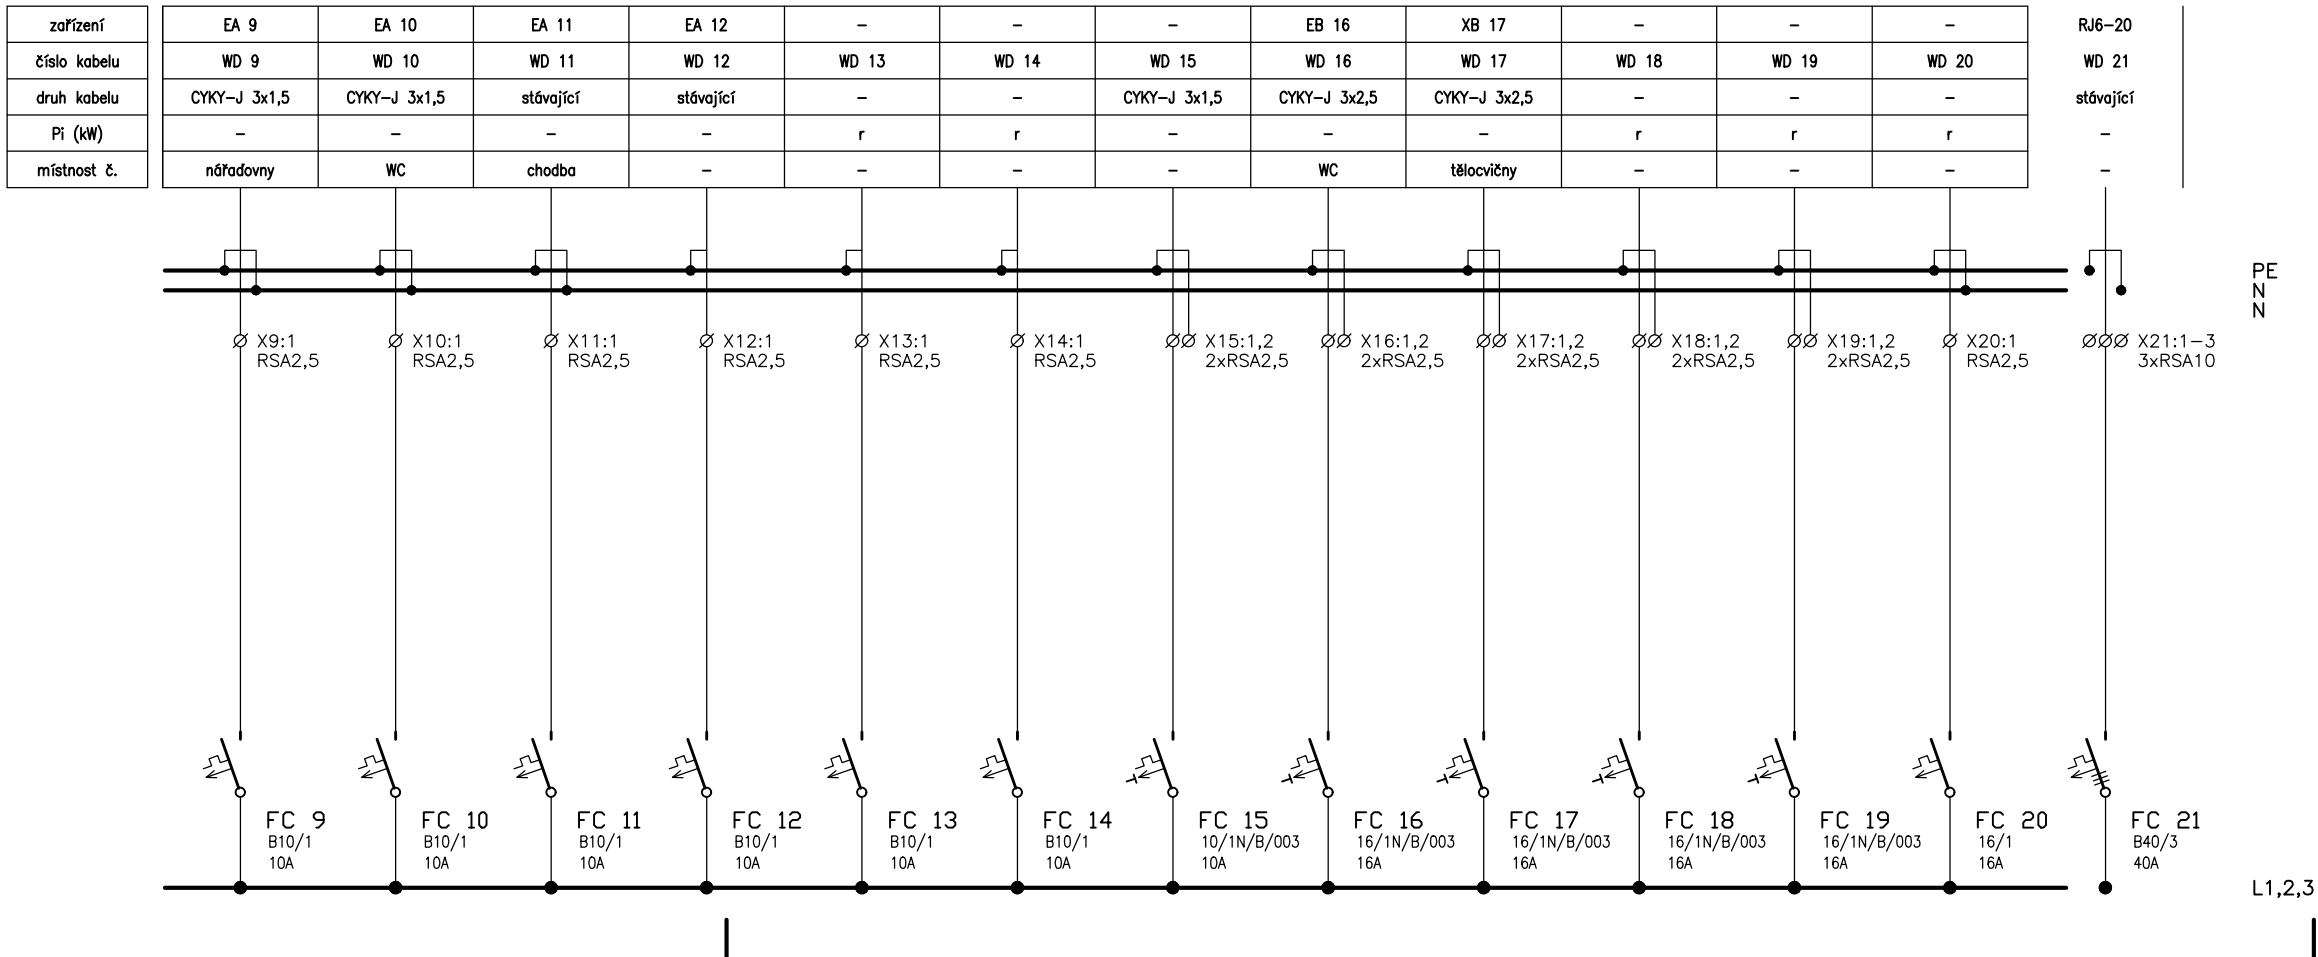 zařízení EA 9 EA 10 EA 11 EA 12 – – – EB 16 XB 17 – – – RJ6–20
číslo kabelu WD 9 WD 10 WD 11 WD 12 WD 13 WD 14 WD 15 WD 16 WD 17 WD 18 WD 19 WD 20 WD 21
druh kabelu CYKY–J 3x1,5 CYKY–J 3x1,5 stávající stávající – – CYKY–J 3x1,5 CYKY–J 3x2,5 CYKY–J 3x2,5 – – – stávající
Pi (kW) – – – – r r – – – r r r –
místnost č. nářaďovny WC chodba – – – – WC tělocvičny – – – –
PE
N
N
X9:1 X10:1 X11:1 X12:1 X13:1 X14:1 X15:1,2 X16:1,2 X17:1,2 X18:1,2 X19:1,2 X20:1 X21:1–3
RSA2,5 RSA2,5 RSA2,5 RSA2,5 RSA2,5 RSA2,5 2xRSA2,5 2xRSA2,5 2xRSA2,5 2xRSA2,5 2xRSA2,5 RSA2,5 3xRSA10
FC 9 FC 10 FC 11 FC 12 FC 13 FC 14 FC 15 FC 16 FC 17 FC 18 FC 19 FC 20 FC 21
B10/1 B10/1 B10/1 B10/1 B10/1 B10/1 10/1N/B/003 16/1N/B/003 16/1N/B/003 16/1N/B/003 16/1N/B/003 16/1 B40/3
10A 10A 10A 10A 10A 10A 10A 16A 16A 16A 16A 16A 40A
L1,2,3